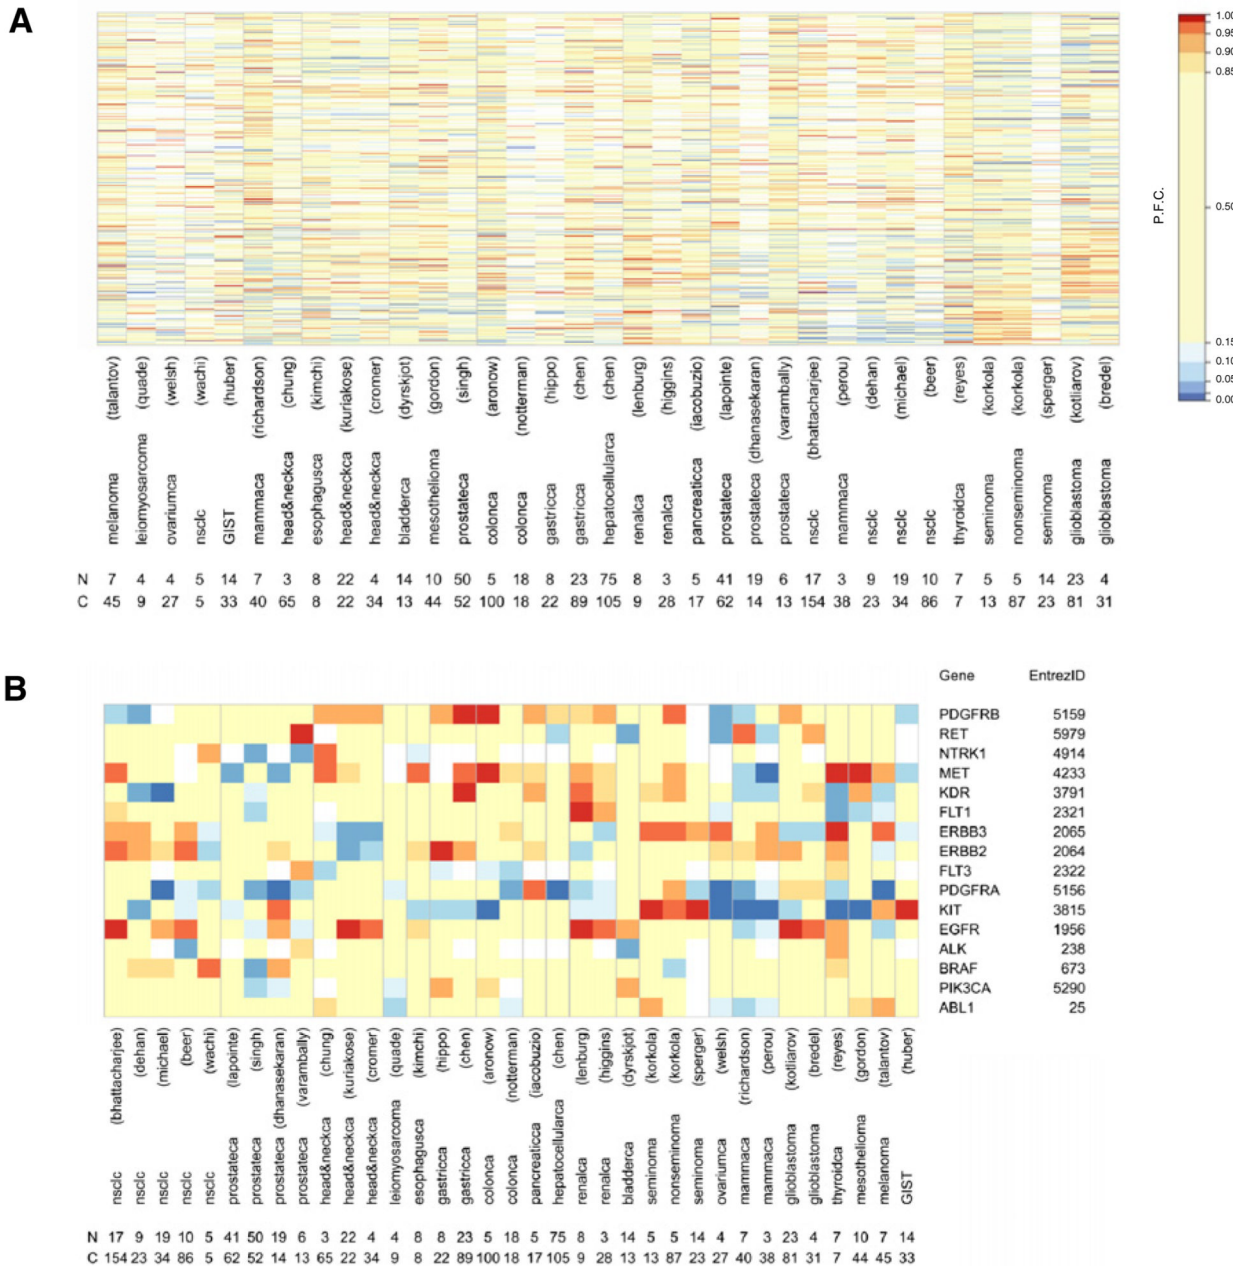 A
1.00
0.95
0.90
0.85
0.50
0.15
0.10
0.05
0.00
P.F.C.
(talantov) (quade) (welsh) (wachi) (huber) (richardson) (chung) (kimchi) (kuriakose) (cromer) (dyrskjot) (gordon) (singh) (aronow) (notterman) (hippo) (chen) (chen) (lenburg) (higgins) (iacobuzio) (lapointe) (dhanasekaran) (varambally) (bhattacharjee) (perou) (dehan) (michael) (beer) (reyes) (korkola) (korkola) (sperger) (kotliarov) (bredel)
melanoma leiomyosarcoma ovariumca nsclc GIST mammaca head&neckca esophagusca head&neckca head&neckca bladderca mesothelioma prostateca colonca colonca gastricca gastricca hepatocellularca renalca renalca pancreaticca prostateca prostateca prostateca nsclc mammaca nsclc nsclc nsclc thyroidca seminoma nonseminoma seminoma glioblastoma glioblastoma
N 7 4 4 5 14 7 3 8 22 4 14 10 50 5 18 8 23 75 8 3 5 41 19 6 17 3 9 19 10 7 5 5 14 23 4
C 45 9 27 5 33 40 65 8 22 34 13 44 52 100 18 22 89 105 9 28 17 62 14 13 154 38 23 34 86 7 13 87 23 81 31
B
Gene EntrezID
PDGFRB 5159
RET 5979
NTRK1 4914
MET 4233
KDR 3791
FLT1 2321
ERBB3 2065
ERBB2 2064
FLT3 2322
PDGFRA 5156
KIT 3815
EGFR 1956
ALK 238
BRAF 673
PIK3CA 5290
ABL1 25
(bhattacharjee) (dehan) (michael) (beer) (wachi) (lapointe) (singh) (dhanasekaran) (varambally) (chung) (kuriakose) (cromer) (quade) (kimchi) (hippo) (chen) (aronow) (notterman) (iacobuzio) (chen) (lenburg) (higgins) (dyrskjot) (korkola) (korkola) (sperger) (welsh) (richardson) (perou) (kotliarov) (bredel) (reyes) (gordon) (talantov) (huber)
nsclc nsclc nsclc nsclc nsclc prostateca prostateca prostateca prostateca head&neckca head&neckca head&neckca leiomyosarcoma esophagusca gastricca gastricca colonca colonca pancreaticca hepatocellularca renalca renalca bladderca seminoma nonseminoma seminoma ovariumca mammaca mammaca glioblastoma glioblastoma thyroidca mesothelioma melanoma GIST
N 17 9 19 10 5 41 50 19 6 3 22 4 4 8 8 23 5 18 5 75 8 3 14 5 5 14 4 7 3 23 4 7 10 7 14
C 154 23 34 86 5 62 52 14 13 65 22 34 9 8 22 89 100 18 17 105 9 28 13 13 87 23 27 40 38 81 31 7 44 45 33